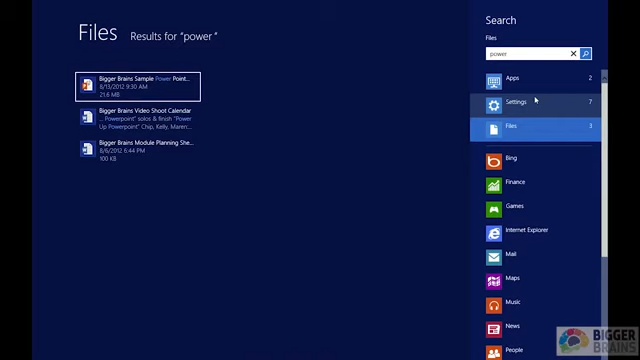 Files Results for "power "
Bigger Brains Sample Power Point...
8/13/2012 9:30 AM
21.6 MB
Bigger Brains Video Shoot Calendar
... Powerpoint" solos & finish "Power
Up Powerpoint" Chip, Kelly, Marerc...
Bigger Brains Module Planning She...
8/6/2012 6:44 PM
100 KB
Search
Files
power
Apps 2
Settings 7
Files 3
Bing
Finance
Games
Internet Explorer
Mail
Maps
Music
News
People
BIGGER
BRAINS